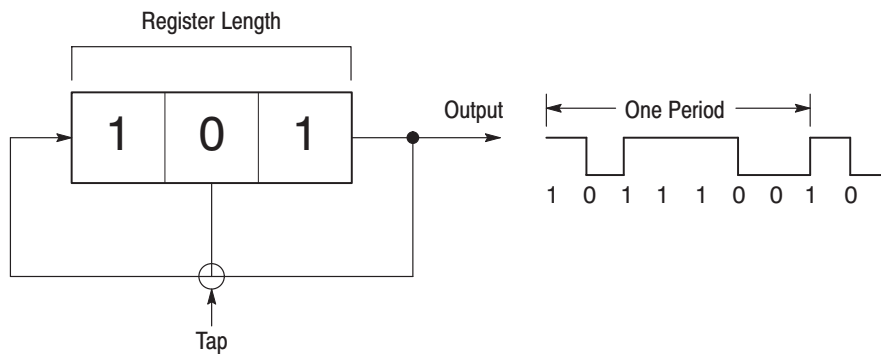 Register Length
1 0 1
Output
One Period
1 0 1 1 1 0 0 1 0
Tap